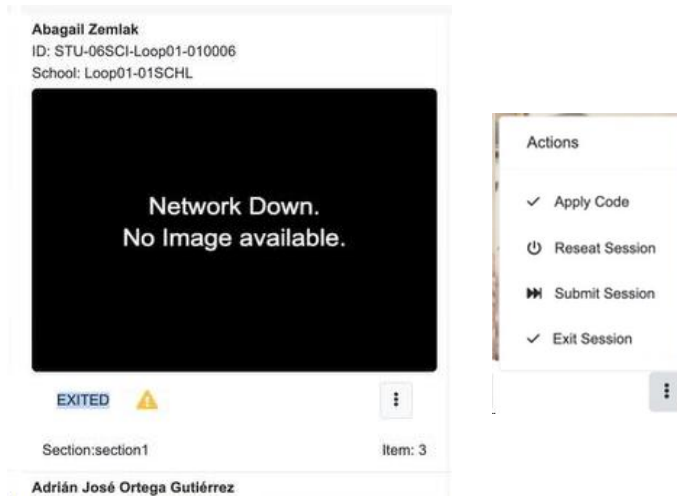 Abagail Zemlak
ID: STU-06SCI-Loop01-010006
School: Loop01-01SCHL
Network Down.
No Image available.
EXITED
Section:section1 Item: 3
Adrián José Ortega Gutiérrez
Actions
Apply Code
Reseat Session
Submit Session
Exit Session